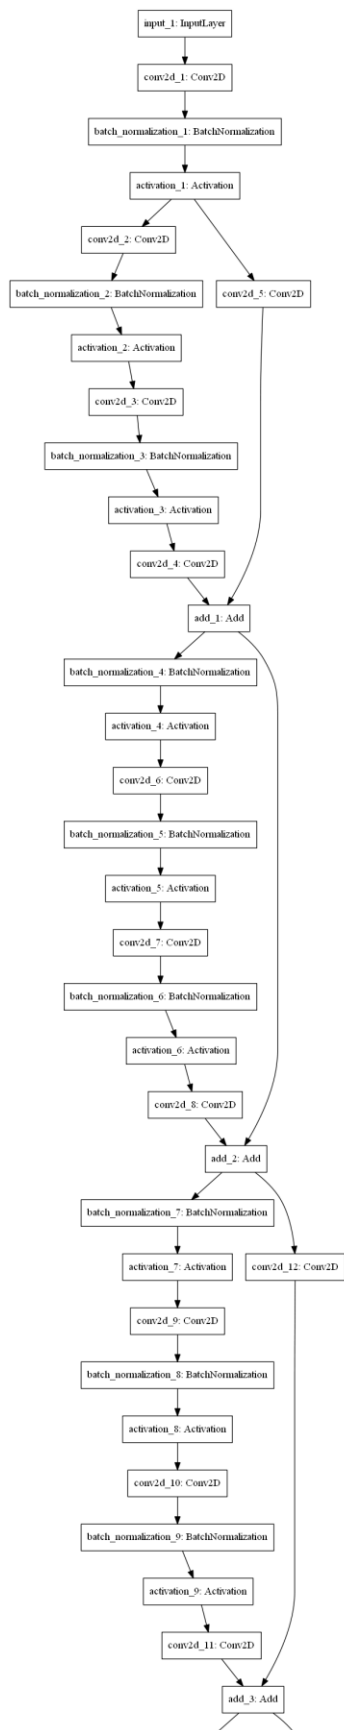 input_1: InputLayer
conv2d_1: Conv2D
batch_normalization_1: BatchNormalization
activation_1: Activation
conv2d_2: Conv2D
batch_normalization_2: BatchNormalization
conv2d_5: Conv2D
activation_2: Activation
conv2d_3: Conv2D
batch_normalization_3: BatchNormalization
activation_3: Activation
conv2d_4: Conv2D
add_1: Add
batch_normalization_4: BatchNormalization
activation_4: Activation
conv2d_6: Conv2D
batch_normalization_5: BatchNormalization
activation_5: Activation
conv2d_7: Conv2D
batch_normalization_6: BatchNormalization
activation_6: Activation
conv2d_8: Conv2D
add_2: Add
batch_normalization_7: BatchNormalization
activation_7: Activation
conv2d_12: Conv2D
conv2d_9: Conv2D
batch_normalization_8: BatchNormalization
activation_8: Activation
conv2d_10: Conv2D
batch_normalization_9: BatchNormalization
activation_9: Activation
conv2d_11: Conv2D
add_3: Add